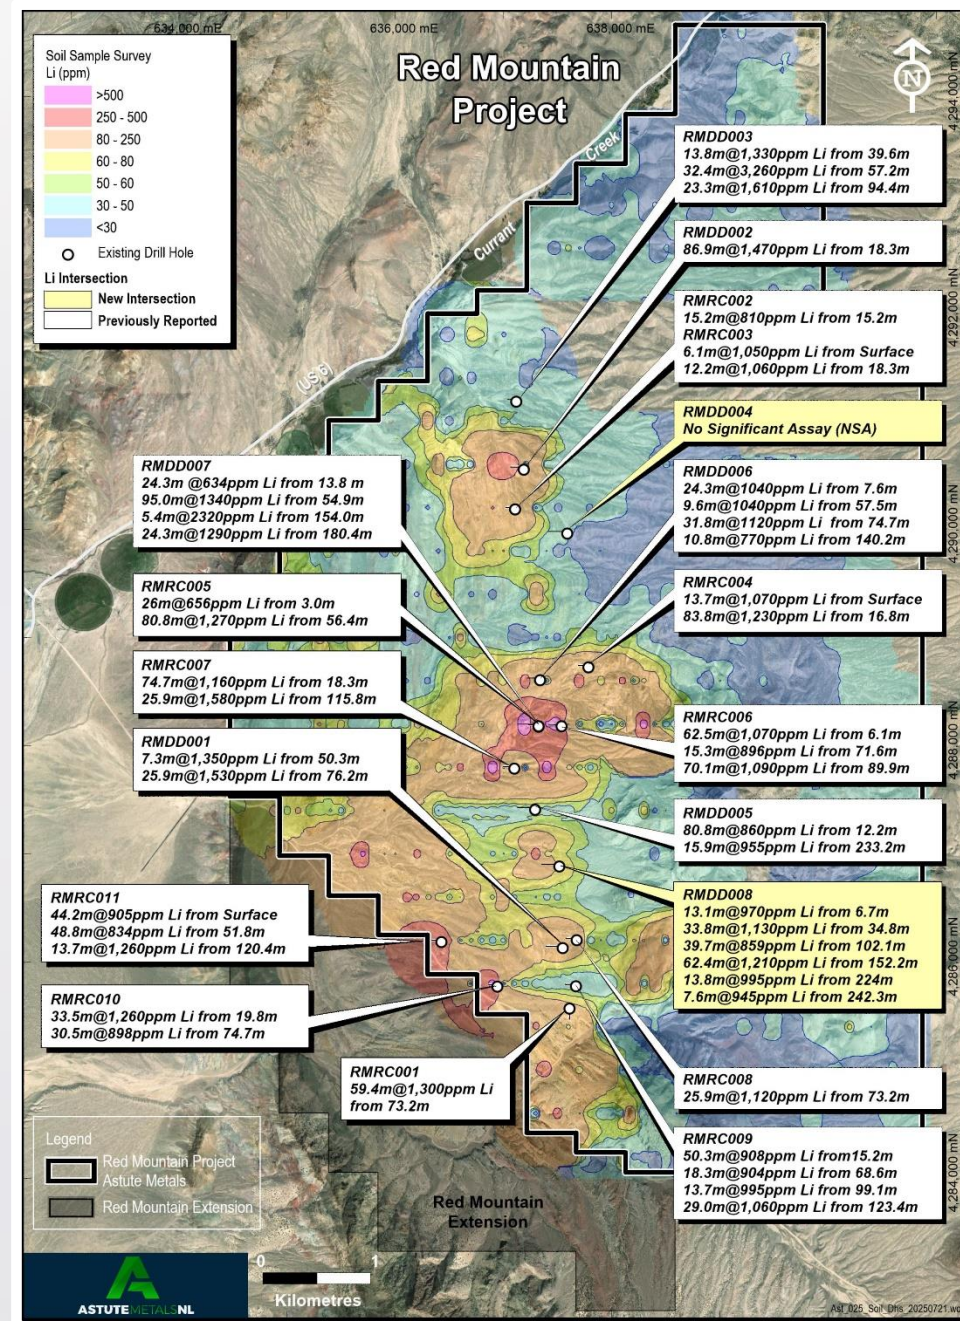 634,000 mE
636,000 mE
638,000 mE
Soil Sample Survey
Li (ppm)
>500
250 - 500
80 - 250
60 - 80
50 - 60
30 - 50
<30
Existing Drill Hole
Li Intersection
New Intersection
Previously Reported
Red Mountain
Project
N
4,294,000 mN
Creek
Currant
(US 6)
RMDD003
13.8m@1,330ppm Li from 39.6m
32.4m@3,260ppm Li from 57.2m
23.3m@1,610ppm Li from 94.4m
RMDD002
86.9m@1,470ppm Li from 18.3m
4,292,000 mN
RMRC002
15.2m@810ppm Li from 15.2m
RMRC003
6.1m@1,050ppm Li from Surface
12.2m@1,060ppm Li from 18.3m
RMDD004
No Significant Assay (NSA)
RMDD007
24.3m @634ppm Li from 13.8 m
95.0m@1340ppm Li from 54.9m
5.4m@2320ppm Li from 154.0m
24.3m@1290ppm Li from 180.4m
RMDD006
24.3m@1040ppm Li from 7.6m
9.6m@1040ppm Li from 57.5m
31.8m@1120ppm Li from 74.7m
10.8m@770ppm Li from 140.2m
4,290,000 mN
RMRC005
26m@656ppm Li from 3.0m
80.8m@1,270ppm Li from 56.4m
RMRC004
13.7m@1,070ppm Li from Surface
83.8m@1,230ppm Li from 16.8m
RMRC007
74.7m@1,160ppm Li from 18.3m
25.9m@1,580ppm Li from 115.8m
RMRC006
62.5m@1,070ppm Li from 6.1m
15.3m@896ppm Li from 71.6m
70.1m@1,090ppm Li from 89.9m
4,288,000 mN
RMDD001
7.3m@1,350ppm Li from 50.3m
25.9m@1,530ppm Li from 76.2m
RMDD005
80.8m@860ppm Li from 12.2m
15.9m@955ppm Li from 233.2m
RMDD008
13.1m@970ppm Li from 6.7m
33.8m@1,130ppm Li from 34.8m
39.7m@859ppm Li from 102.1m
62.4m@1,210ppm Li from 152.2m
13.8m@995ppm Li from 224m
7.6m@945ppm Li from 242.3m
4,286,000 mN
RMRC011
44.2m@905ppm Li from Surface
48.8m@834ppm Li from 51.8m
13.7m@1,260ppm Li from 120.4m
RMRC010
33.5m@1,260ppm Li from 19.8m
30.5m@898ppm Li from 74.7m
RMRC001
59.4m@1,300ppm Li
from 73.2m
RMRC008
25.9m@1,120ppm Li from 73.2m
RMRC009
50.3m@908ppm Li from15.2m
18.3m@904ppm Li from 68.6m
13.7m@995ppm Li from 99.1m
29.0m@1,060ppm Li from 123.4m
4,284,000 mN
Legend
Red Mountain Project
Astute Metals
Red Mountain Extension
Red Mountain
Extension
ASTUTEMETALSNL
0 1
Kilometres